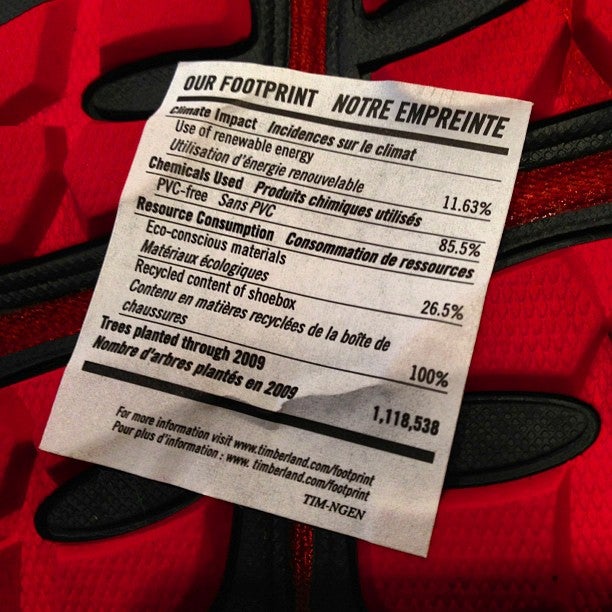 OUR FOOTPRINT NOTRE EMPREINTE
Climate Impact Incidences sur le climat
Use of renewable energy
Utilisation d'énergie renouvelable 11.63%
Chemicals Used Produits chimiques utilisés
PVC-free Sans PVC 85.5%
Resource Consumption Consommation de ressources
Eco-conscious materials
Matériaux écologiques 26.5%
Recycled content of shoebox
Contenu en matières recyclées de la boîte de
chaussures 100%
Trees planted through 2009
Nombre d'arbres plantés en 2009 1,118,538
For more information visit www.timberland.com/footprint
Pour plus d'information : www. timberland.com/footprint
TIM-NGEN